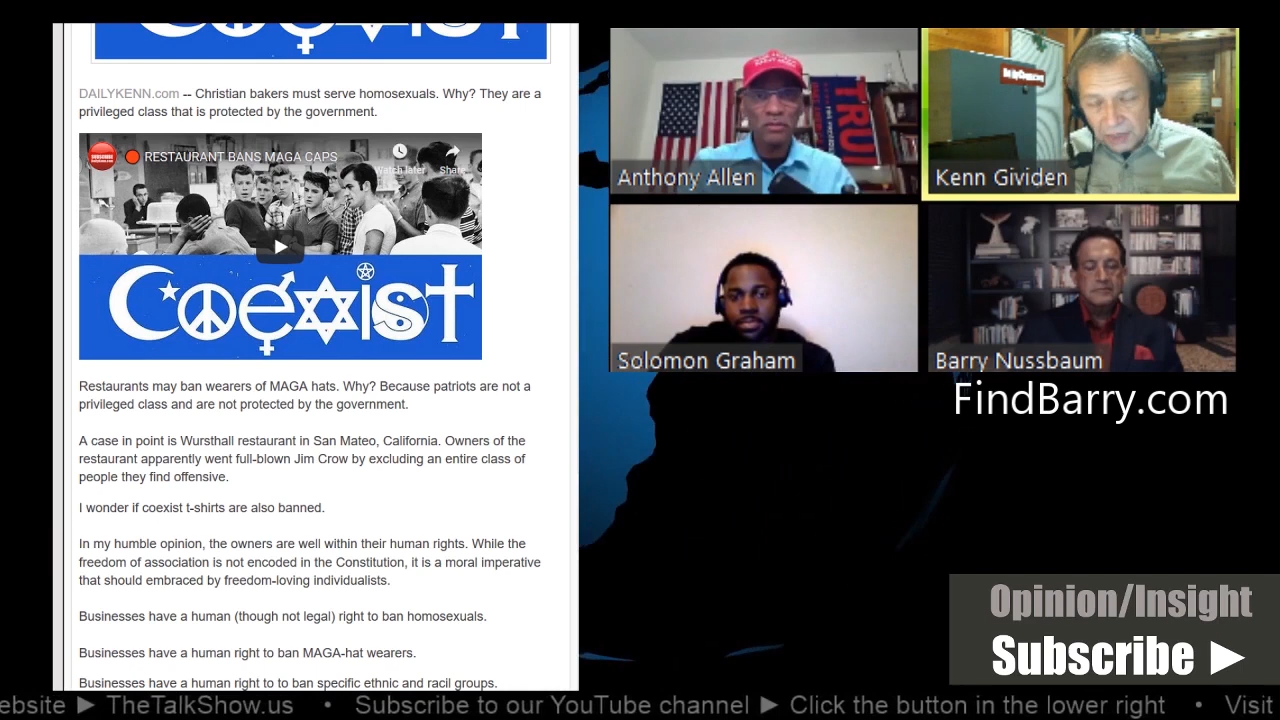 COEXIST
DAILYKENN.com -- Christian bakers must serve homosexuals. Why? They are a
privileged class that is protected by the government.
SUBSCRIBE
RESTAURANT BANS MAGA CAPS
Watch later
Share
COEXIST
Restaurants may ban wearers of MAGA hats. Why? Because patriots are not a
privileged class and are not protected by the government.
A case in point is Wursthall restaurant in San Mateo, California. Owners of the
restaurant apparently went full-blown Jim Crow by excluding an entire class of
people they find offensive.
I wonder if coexist t-shirts are also banned.
In my humble opinion, the owners are well within their human rights. While the
freedom of association is not encoded in the Constitution, it is a moral imperative
that should embraced by freedom-loving individualists.
Businesses have a human (though not legal) right to ban homosexuals.
Businesses have a human right to ban MAGA-hat wearers.
Businesses have a human right to to ban specific ethnic and racil groups.
TRU
Anthony Allen
Kenn Gividen
Solomon Graham
Barry Nussbaum
FindBarry.com
Opinion/Insight
Subscribe ►
ebsite ► TheTalkShow.us • Subscribe to our YouTube channel ► Click the button in the lower right • Visit